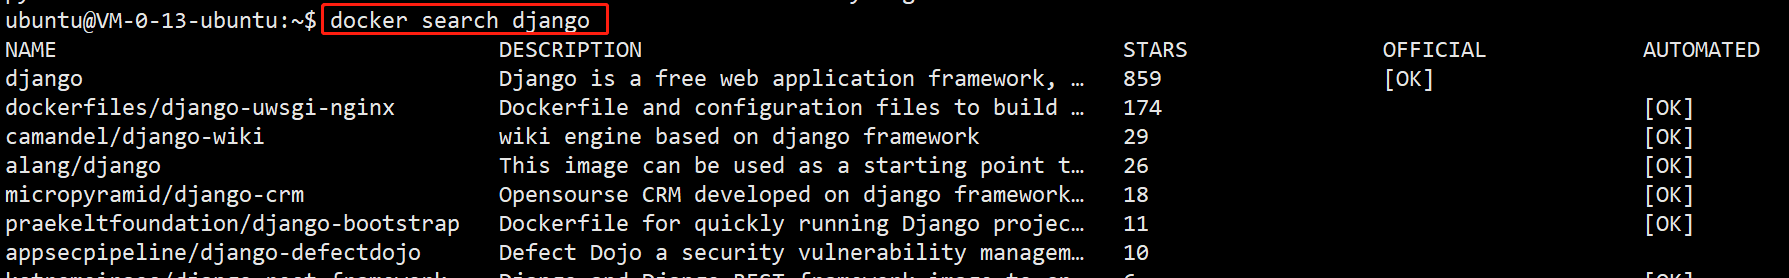 ubuntu@VM-0-13-ubuntu:~$ docker search django
NAME DESCRIPTION STARS OFFICIAL AUTOMATED
django Django is a free web application framework, … 859 [OK]
dockerfiles/django-uwsgi-nginx Dockerfile and configuration files to build … 174 [OK]
camandel/django-wiki wiki engine based on django framework 29 [OK]
alang/django This image can be used as a starting point t… 26 [OK]
micropyramid/django-crm Opensourse CRM developed on django framework… 18 [OK]
praekeltfoundation/django-bootstrap Dockerfile for quickly running Django projec… 11 [OK]
appsecpipeline/django-defectdojo Defect Dojo a security vulnerability managem… 10